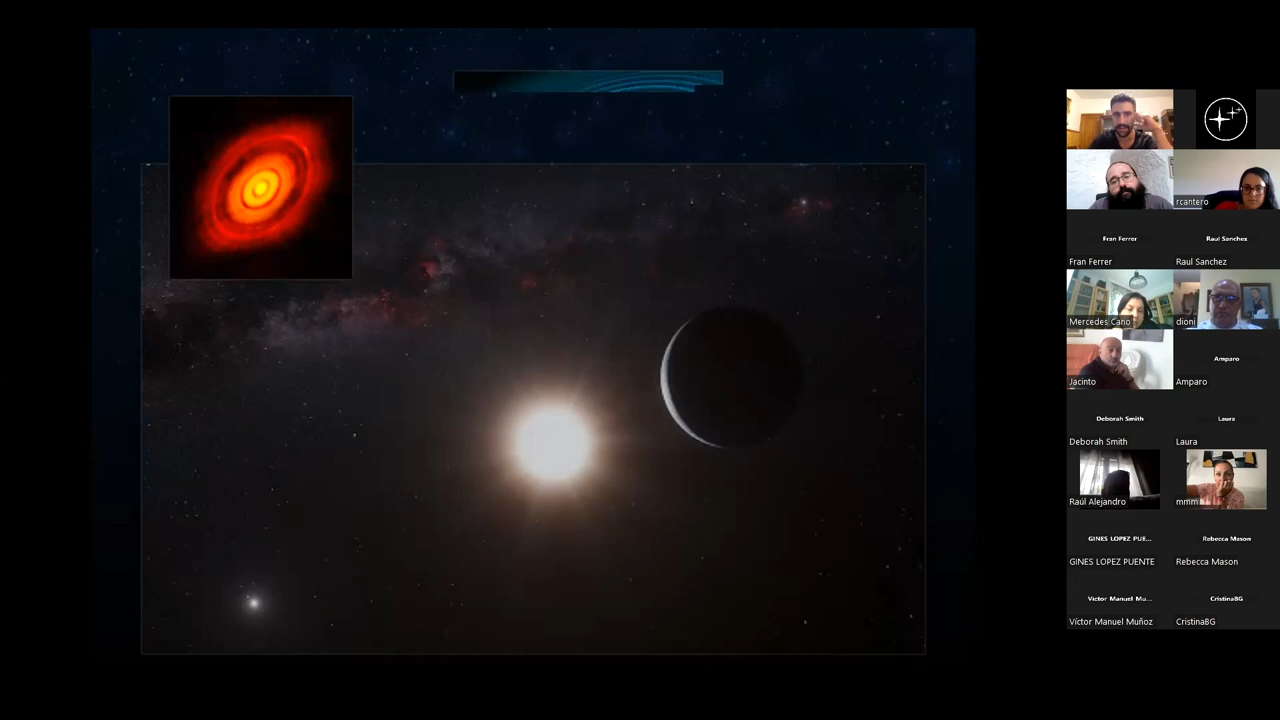 rcantero
Fran Ferrer
Raul Sanchez
Fran Ferrer
Raul Sanchez
Mercedes Cano
dioni
Jacinto
Amparo
Amparo
Deborah Smith
Laura
Deborah Smith
Laura
Raúl Alejandro
mmm
GINES LOPEZ PUE...
Rebecca Mason
GINES LOPEZ PUENTE
Rebecca Mason
Victor Manuel Mu...
CristinaBG
Víctor Manuel Muñoz
CristinaBG